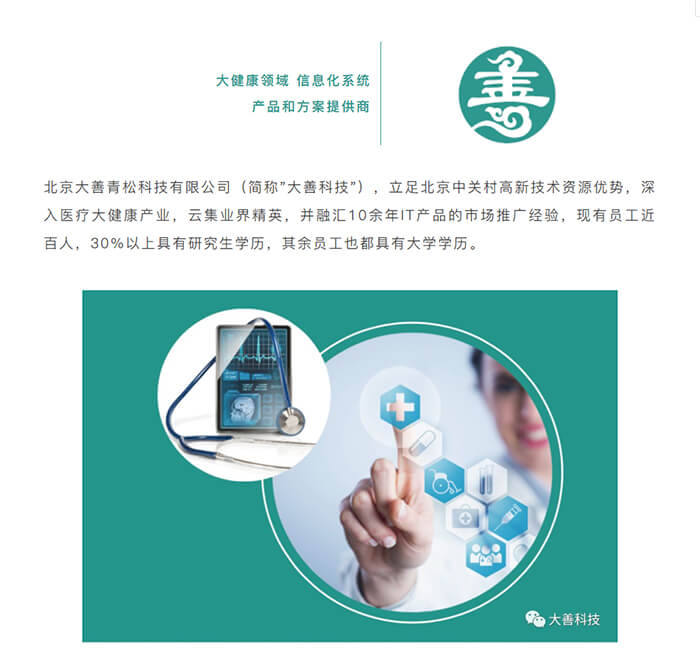 大健康领域 信息化系统
产品和方案提供商
善
北京大善青松科技有限公司（简称”大善科技”），立足北京中关村高新技术资源优势，深
入医疗大健康产业，云集业界精英，并融汇10余年IT产品的市场推广经验，现有员工近
百人，30%以上具有研究生学历，其余员工也都具有大学学历。
大善科技